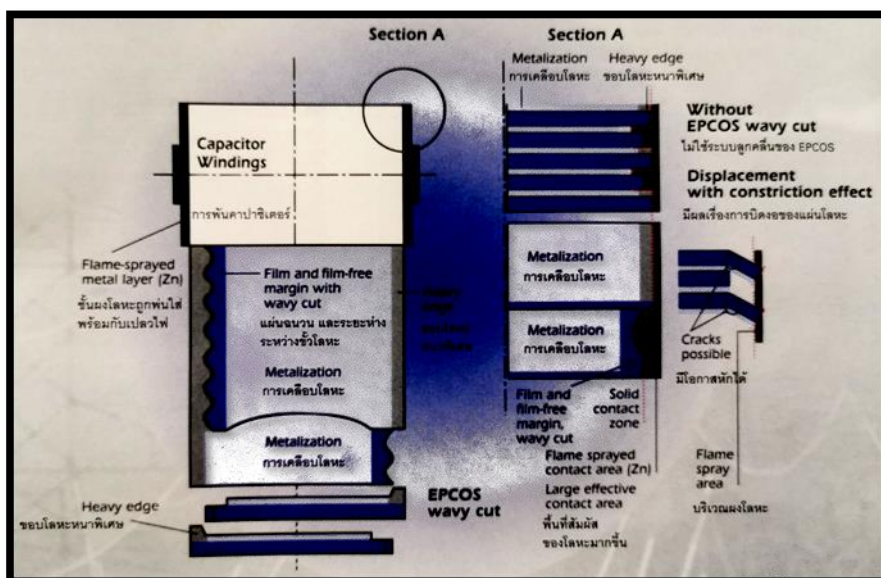 Section A
Capacitor
Windings
การพันคาปาซิเตอร์
Flame-sprayed
metal layer (Zn)
ชั้นผงโลหะถูกพ่นใส่
พร้อมกับเปลวไฟ
Film and film-free
margin with
wavy cut
แผ่นฉนวน และระยะห่าง
ระหว่างขั้วโลหะ
Heavy
edge
Metalization
การเคลือบโลหะ
Metalization
การเคลือบโลหะ
Heavy edge
ขอบโลหะหนาพิเศษ
EPCOS
wavy cut
Section A
Metalization
การเคลือบโลหะ
Heavy edge
ขอบโลหะหนาพิเศษ
Without
EPCOS wavy cut
ไม่ใช้ระบบลูกคลื่นของ EPCOS
Displacement
with constriction effect
มีผลเรื่องการบิดงอของแผ่นโลหะ
Metalization
การเคลือบโลหะ
Metalization
การเคลือบโลหะ
Cracks
possible
มีโอกาสหักได้
Film and
film-free
margin,
wavy cut
Solid
contact
zone
Flame sprayed
contact area (Zn)
Large effective
contact area
พื้นที่สัมผัส
ของโลหะมากขึ้น
Flame
spray
area
บริเวณผงโลหะ